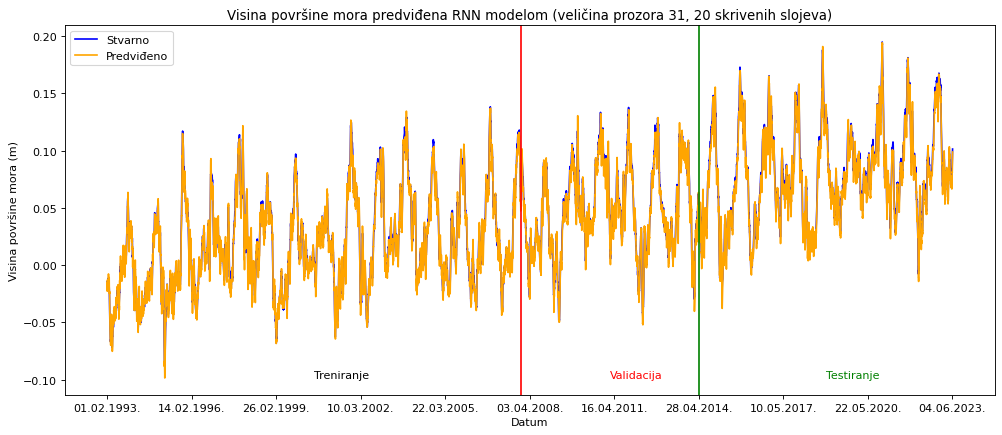 Visina površine mora predviđena RNN modelom (veličina prozora 31, 20 skrivenih slojeva)
Stvarno
Predviđeno
Visina površine mora (m)
0.20
0.15
0.10
0.05
0.00
−0.05
−0.10
Treniranje
Validacija
Testiranje
01.02.1993.
14.02.1996.
26.02.1999.
10.03.2002.
22.03.2005.
03.04.2008.
16.04.2011.
28.04.2014.
10.05.2017.
22.05.2020.
04.06.2023.
Datum